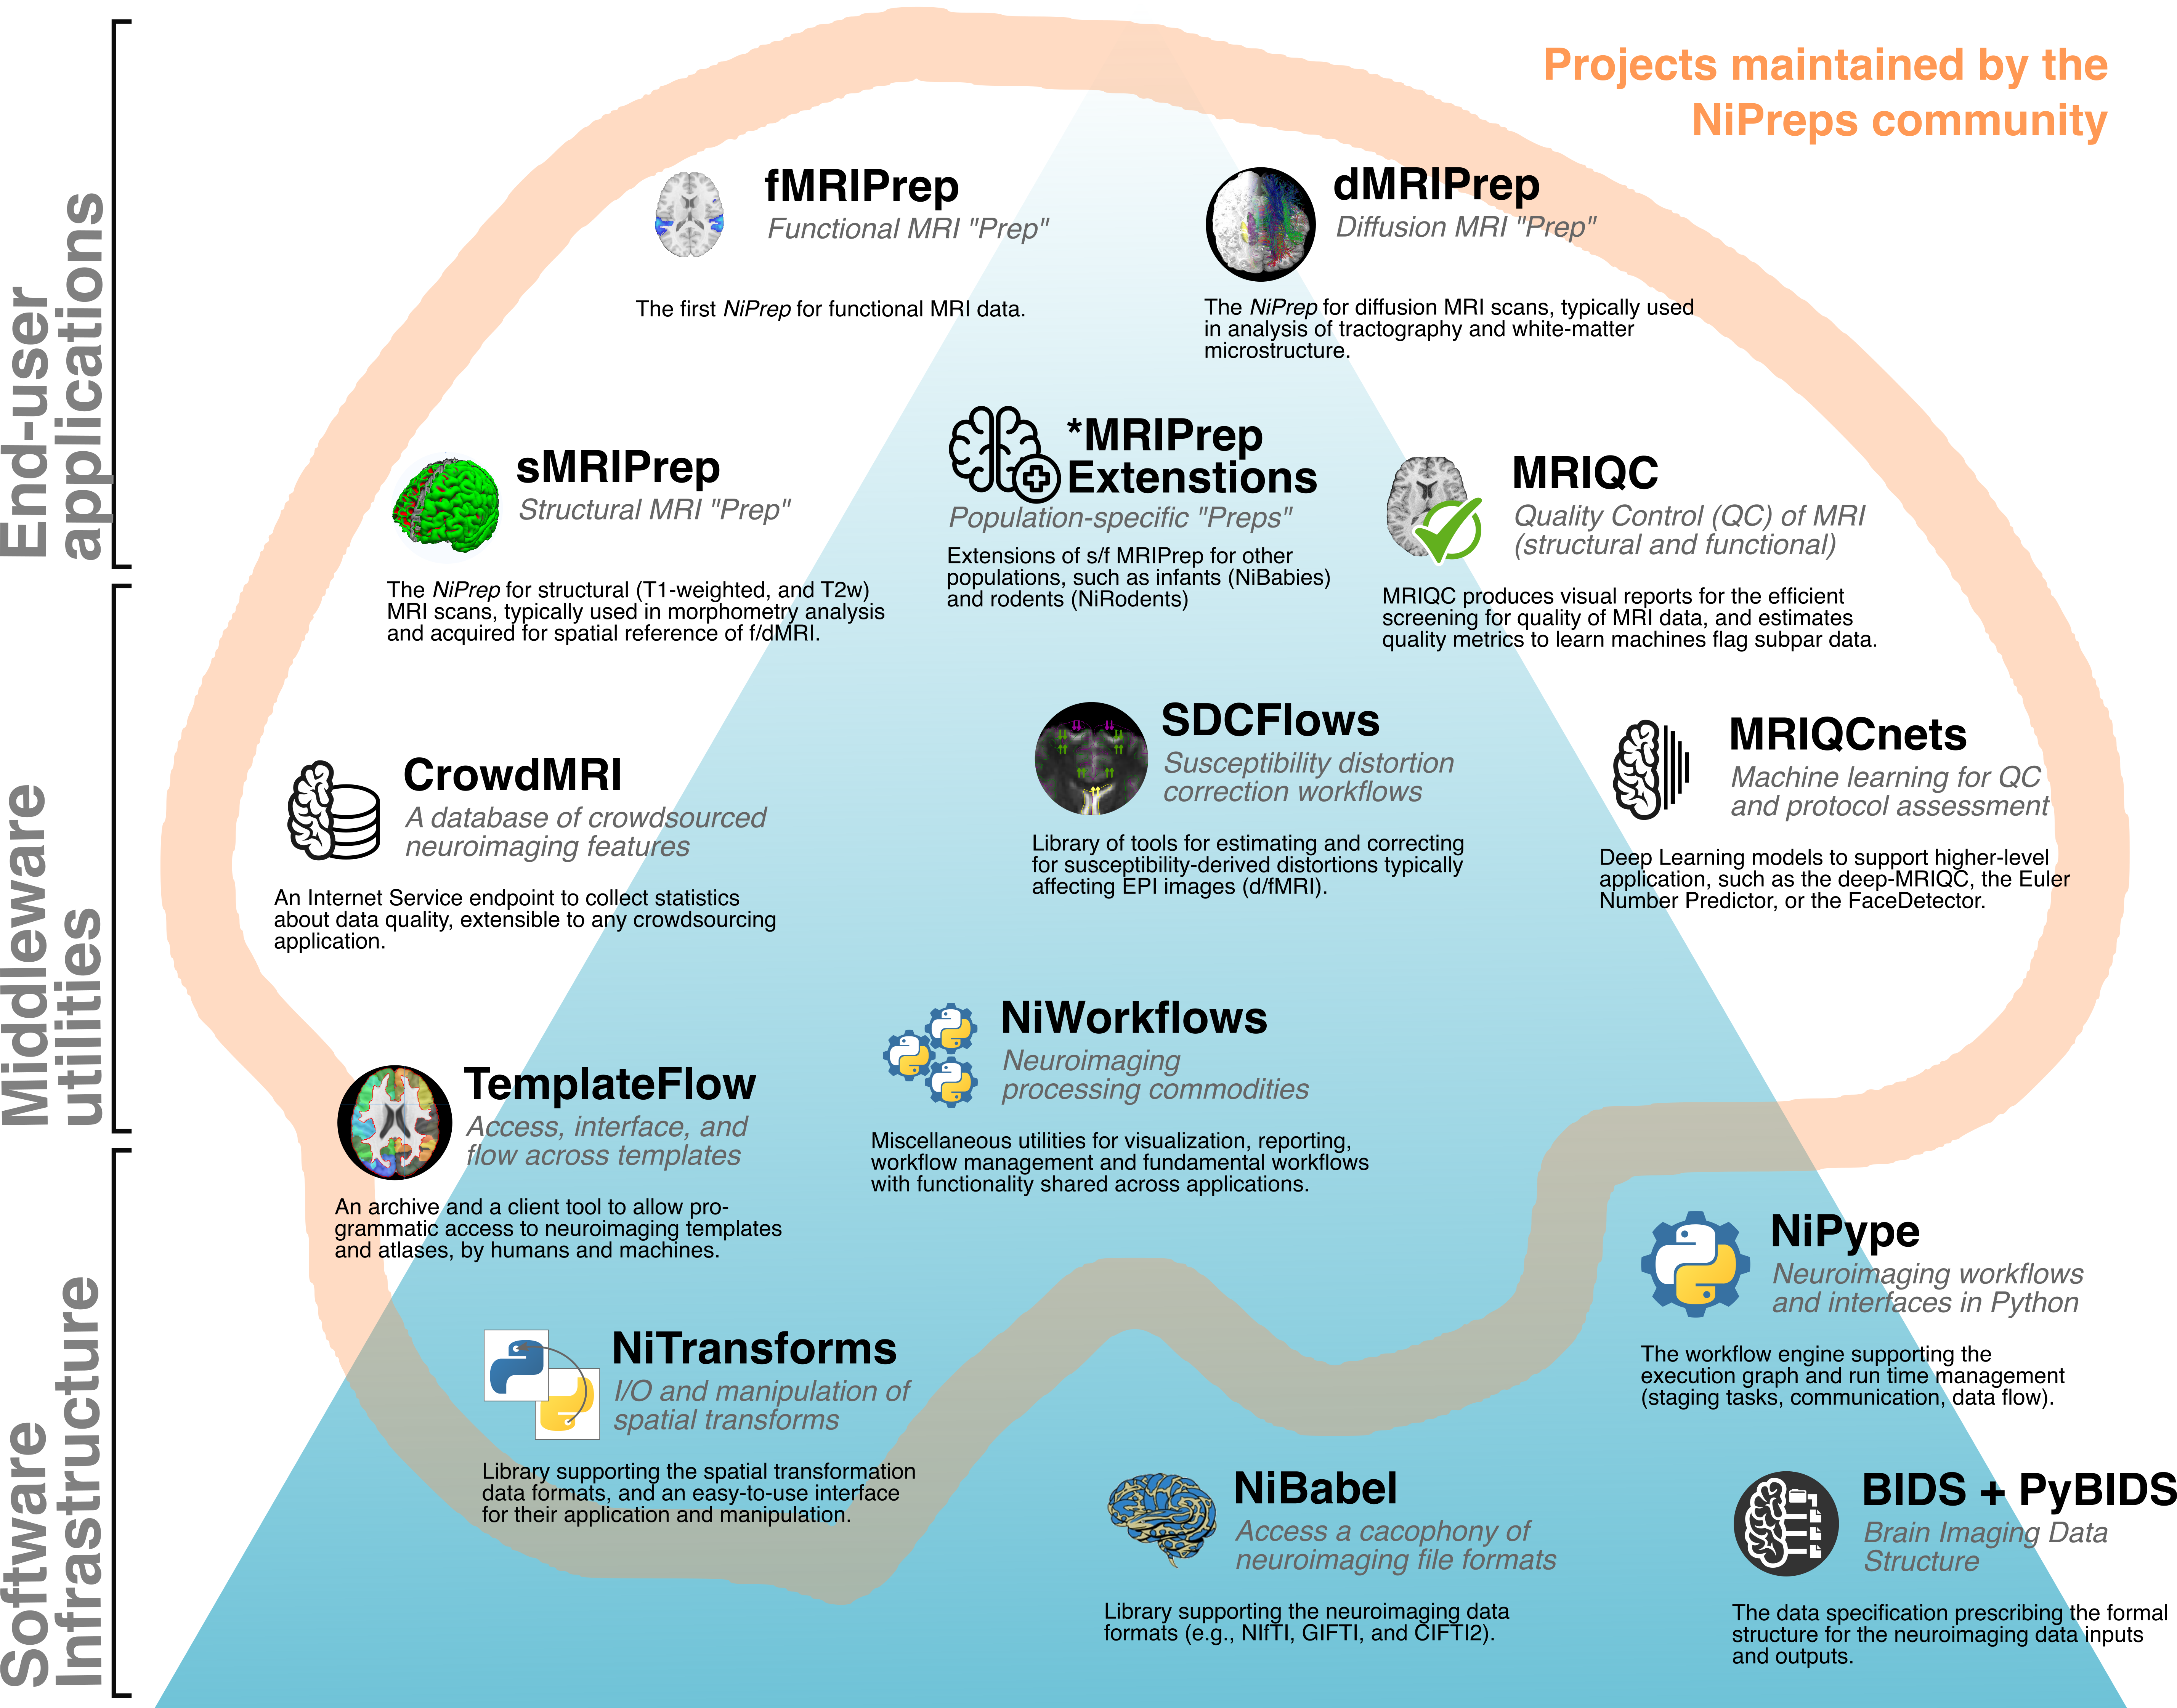 Projects maintained by the
NiPreps community
End-user
applications
fMRIPrep
Functional MRI "Prep"
The first NiPrep for functional MRI data.
dMRIPrep
Diffusion MRI "Prep"
The NiPrep for diffusion MRI scans, typically used
in analysis of tractography and white-matter
microstructure.
sMRIPrep
Structural MRI "Prep"
The NiPrep for structural (T1-weighted, and T2w)
MRI scans, typically used in morphometry analysis
and acquired for spatial reference of f/dMRI.
*MRIPrep
Extenstions
Population-specific "Preps"
Extensions of s/f MRIPrep for other
populations, such as infants (NiBabies)
and rodents (NiRodents)
MRIQC
Quality Control (QC) of MRI
(structural and functional)
MRIQC produces visual reports for the efficient
screening for quality of MRI data, and estimates
quality metrics to learn machines flag subpar data.
Middleware
utilities
CrowdMRI
A database of crowdsourced
neuroimaging features
An Internet Service endpoint to collect statistics
about data quality, extensible to any crowdsourcing
application.
SDCFlows
Susceptibility distortion
correction workflows
Library of tools for estimating and correcting
for susceptibility-derived distortions typically
affecting EPI images (d/fMRI).
MRIQCnets
Machine learning for QC
and protocol assessment
Deep Learning models to support higher-level
application, such as the deep-MRIQC, the Euler
Number Predictor, or the FaceDetector.
TemplateFlow
Access, interface, and
flow across templates
An archive and a client tool to allow pro-
grammatic access to neuroimaging templates
and atlases, by humans and machines.
NiWorkflows
Neuroimaging
processing commodities
Miscellaneous utilities for visualization, reporting,
workflow management and fundamental workflows
with functionality shared across applications.
Software
Infrastructure
NiPype
Neuroimaging workflows
and interfaces in Python
The workflow engine supporting the
execution graph and run time management
(staging tasks, communication, data flow).
NiTransforms
I/O and manipulation of
spatial transforms
Library supporting the spatial transformation
data formats, and an easy-to-use interface
for their application and manipulation.
NiBabel
Access a cacophony of
neuroimaging file formats
Library supporting the neuroimaging data
formats (e.g., NIfTI, GIFTI, and CIFTI2).
BIDS + PyBIDS
Brain Imaging Data
Structure
The data specification prescribing the formal
structure for the neuroimaging data inputs
and outputs.